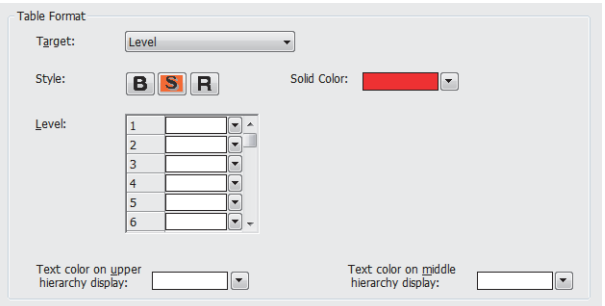 Table Format
Target: Level
Style: B S R Solid Color:
Level: 1
2
3
4
5
6
Text color on upper
hierarchy display:
Text color on middle
hierarchy display: